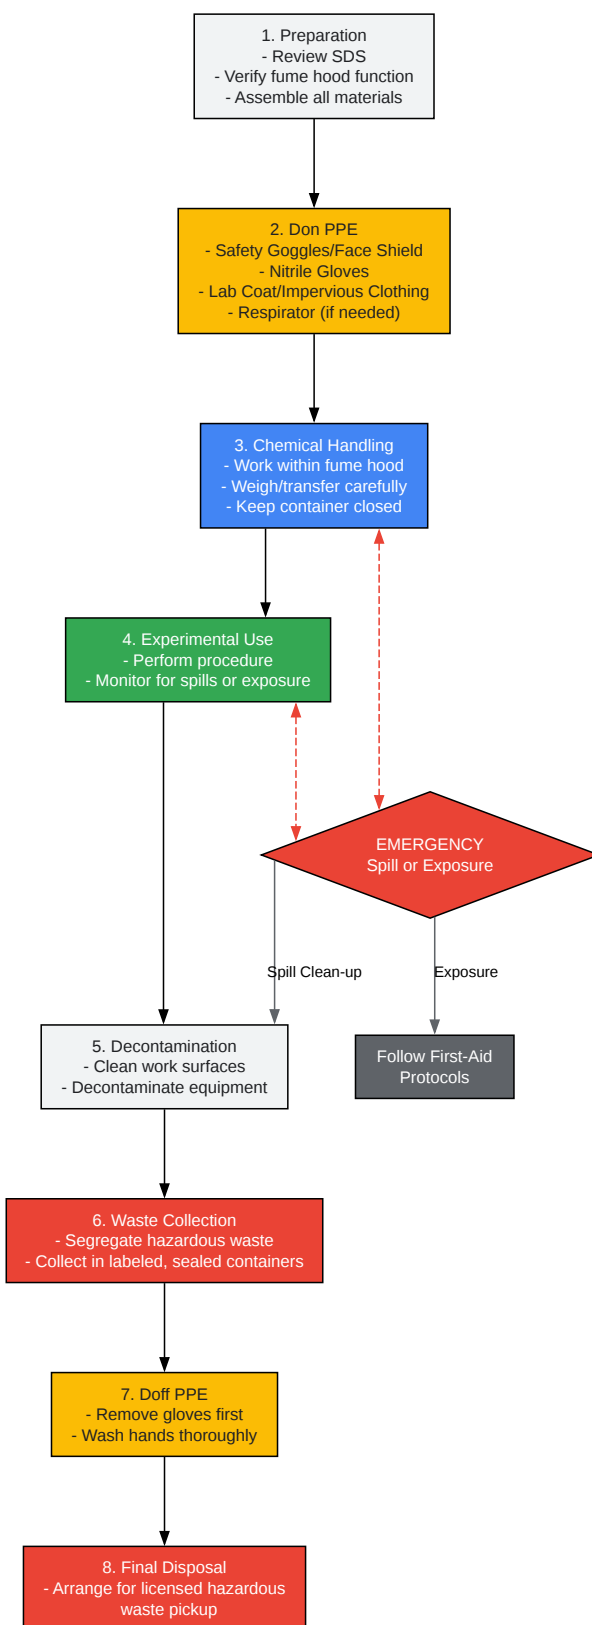 1. Preparation
- Review SDS
- Verify fume hood function
- Assemble all materials
2. Don PPE
- Safety Goggles/Face Shield
- Nitrile Gloves
- Lab Coat/Impervious Clothing
- Respirator (if needed)
3. Chemical Handling
- Work within fume hood
- Weigh/transfer carefully
- Keep container closed
4. Experimental Use
- Perform procedure
- Monitor for spills or exposure
EMERGENCY
Spill or Exposure
Spill Clean-up
Exposure
5. Decontamination
- Clean work surfaces
- Decontaminate equipment
Follow First-Aid
Protocols
6. Waste Collection
- Segregate hazardous waste
- Collect in labeled, sealed containers
7. Doff PPE
- Remove gloves first
- Wash hands thoroughly
8. Final Disposal
- Arrange for licensed hazardous
waste pickup